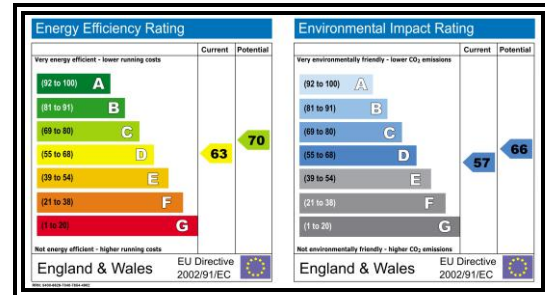 Energy Efficiency Rating
Current Potential
Very energy efficient - lower running costs
(92 to 100) A
(81 to 91) B
(69 to 80) C
(55 to 68) D
(39 to 54) E
(21 to 38) F
(1 to 20) G
63
70
Not energy efficient - higher running costs
England & Wales
EU Directive
2002/91/EC
Environmental Impact Rating
Current Potential
Very environmentally friendly - lower CO₂ emissions
(92 to 100) A
(81 to 91) B
(69 to 80) C
(55 to 68) D
(39 to 54) E
(21 to 38) F
(1 to 20) G
57
66
Not environmentally friendly - higher CO₂ emissions
England & Wales
EU Directive
2002/91/EC